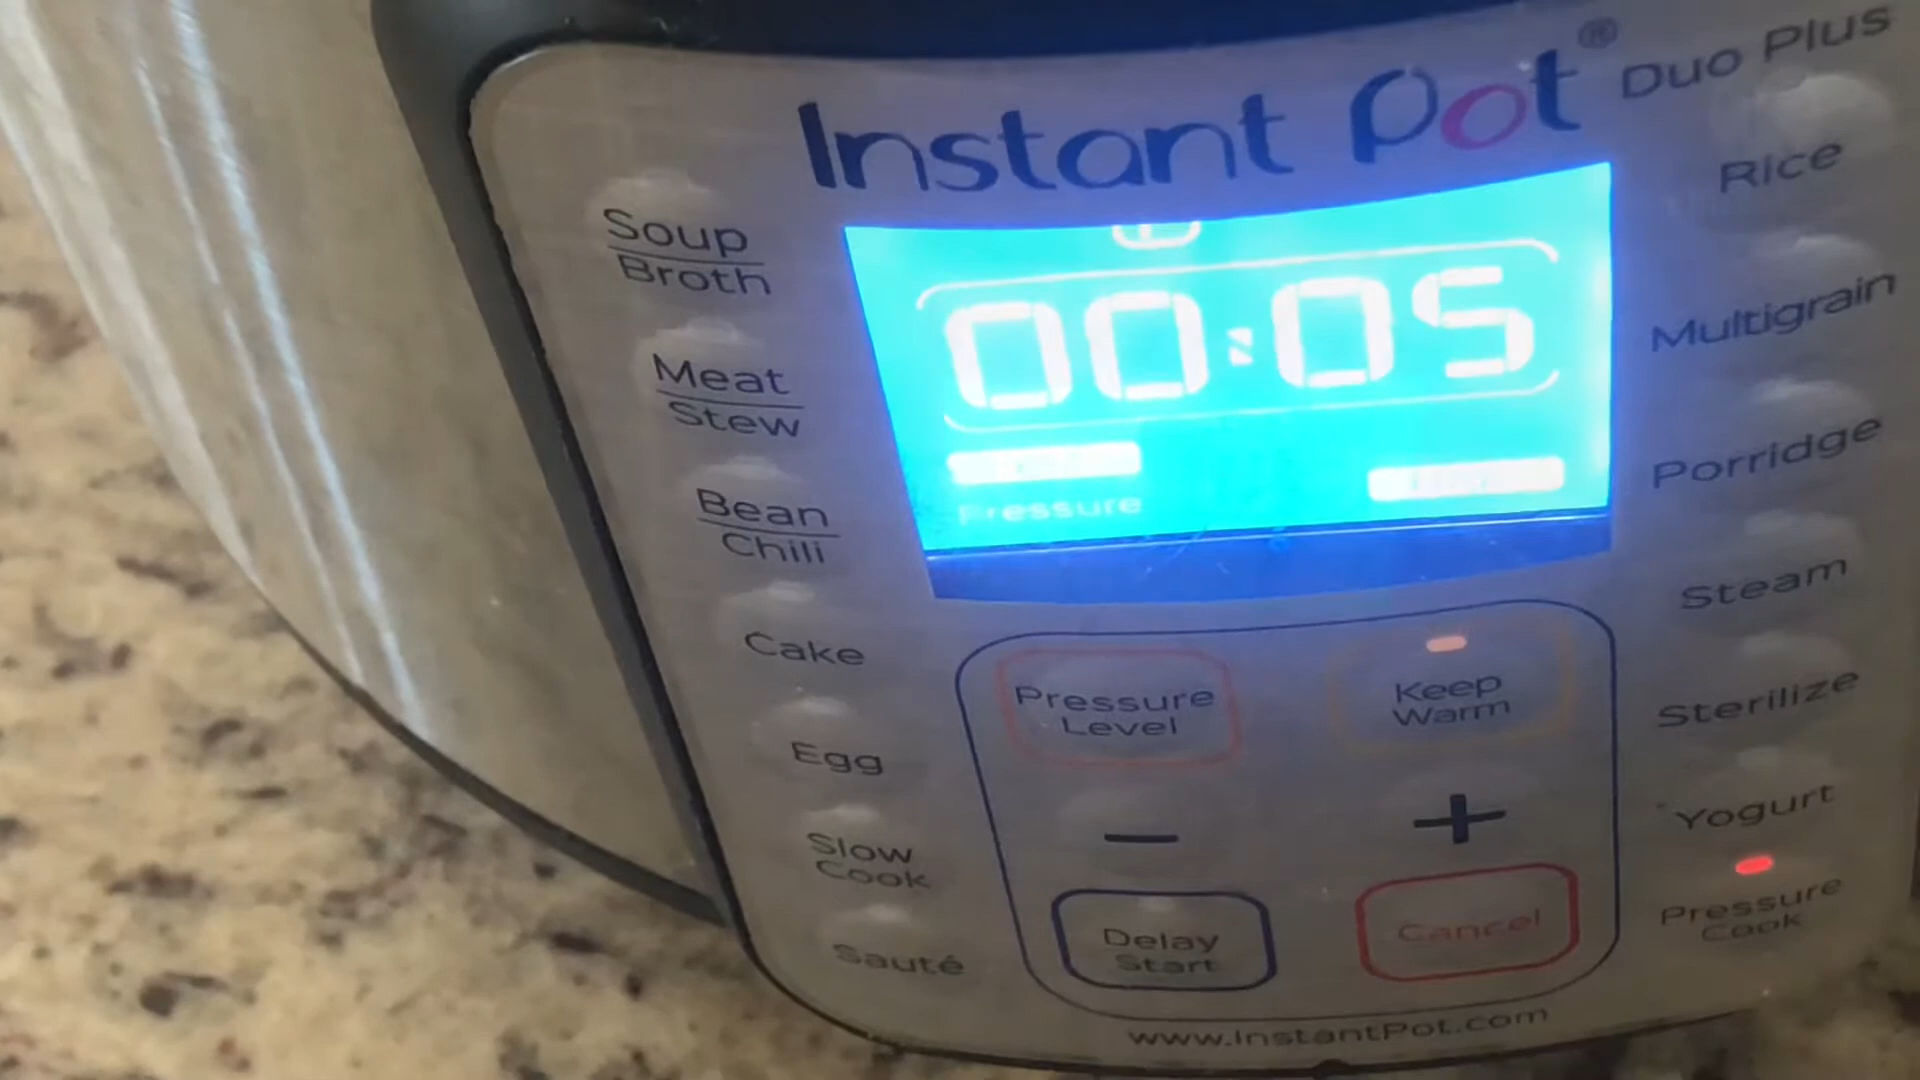 Instant Pot® Duo Plus
00:05
Pressure
Soup
Broth
Meat
Stew
Bean
Chili
Cake
Egg
Slow
Cook
Sauté
Rice
Multigrain
Porridge
Steam
Sterilize
Yogurt
Pressure
Cook
Pressure
Level
Keep
Warm
−
+
Delay
Start
Cancel
www.InstantPot.com